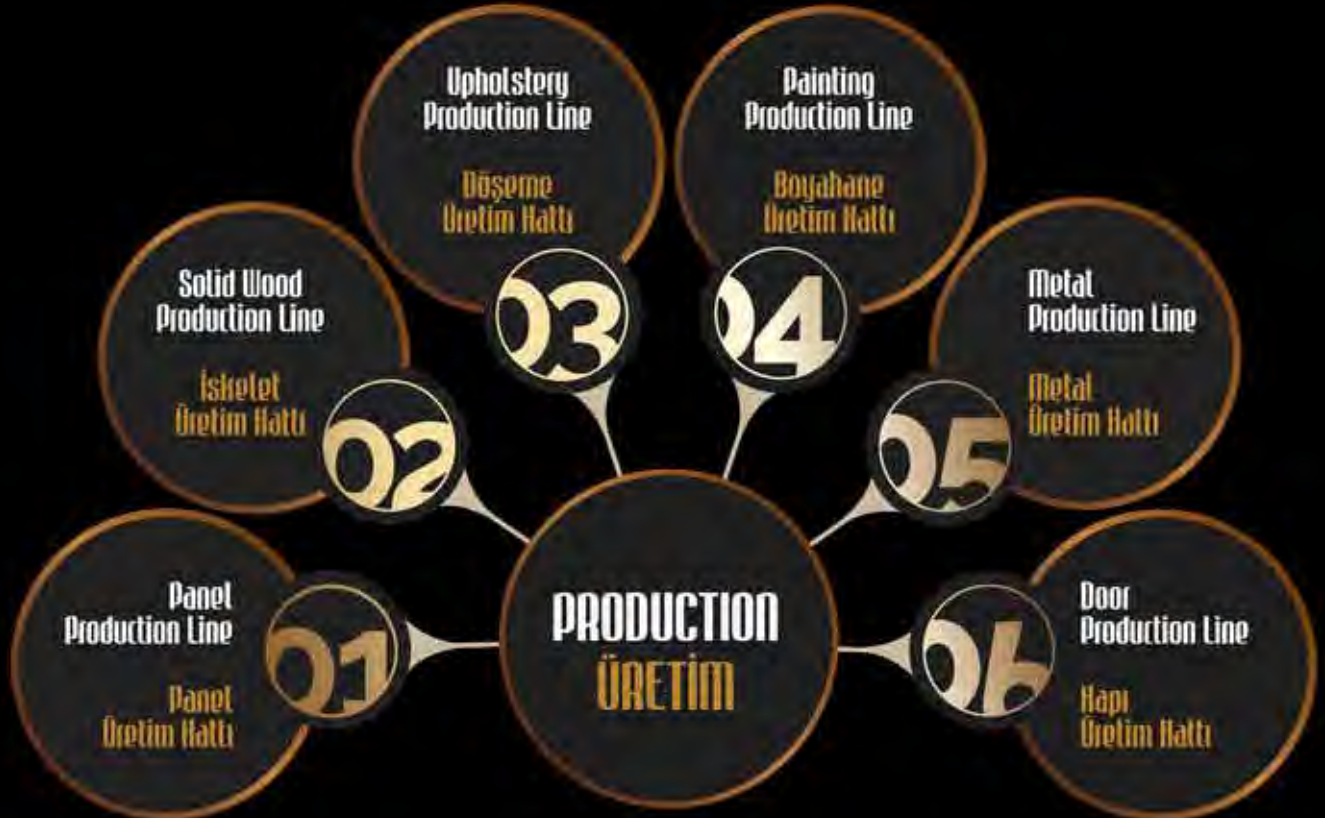 Upholstery
Production Line
Döşeme
Üretim Hattı
03
Painting
Production Line
Boyahane
Üretim Hattı
04
Solid Wood
Production Line
İskelet
Üretim Hattı
02
Metal
Production Line
Metal
Üretim Hattı
05
Panel
Production Line
Panel
Üretim Hattı
01
PRODUCTION
ÜRETİM
Door
Production Line
Kapı
Üretim Hattı
06